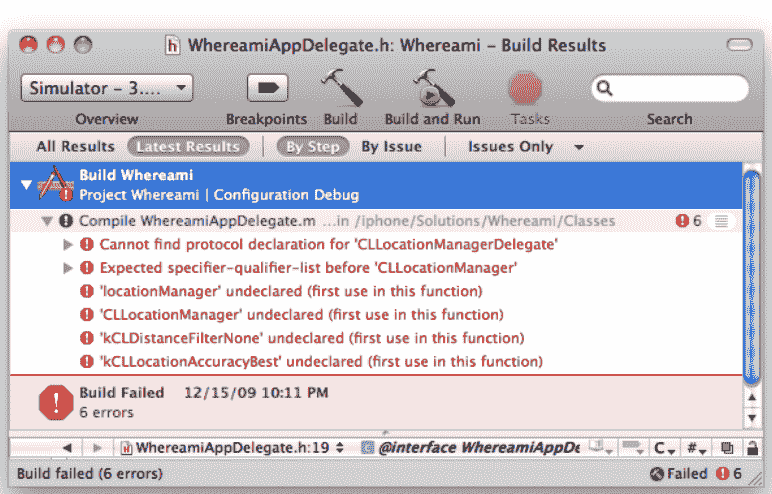 WhereamiAppDelegate.h: Whereami – Build Results
Simulator – 3....
Overview
Breakpoints
Build
Build and Run
Tasks
Search
All Results
Latest Results
By Step
By Issue
Issues Only
Build Whereami
Project Whereami | Configuration Debug
Compile WhereamiAppDelegate.m ...in /iphone/Solutions/Whereami/Classes
6
Cannot find protocol declaration for 'CLLocationManagerDelegate'
Expected specifier-qualifier-list before 'CLLocationManager'
'locationManager' undeclared (first use in this function)
'CLLocationManager' undeclared (first use in this function)
'kCLDistanceFilterNone' undeclared (first use in this function)
'kCLLocationAccuracyBest' undeclared (first use in this function)
Build Failed 12/15/09 10:11 PM
6 errors
WhereamiAppDelegate.h:19
@interface WhereamiAppDe
C
#
Build failed (6 errors)
Failed
6